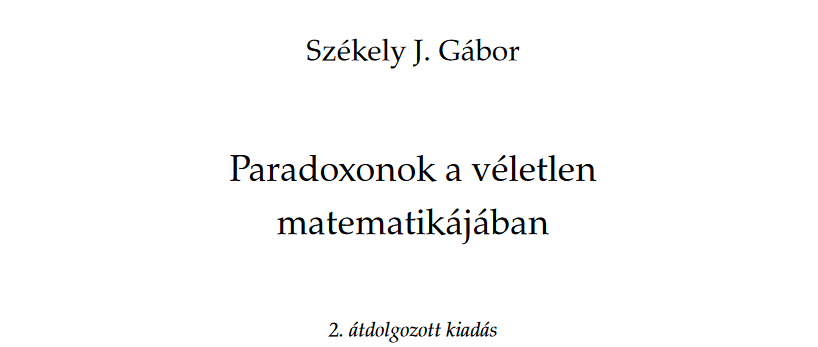 Székely J. Gábor
Paradoxonok a véletlen
matematikájában
2. átdolgozott kiadás